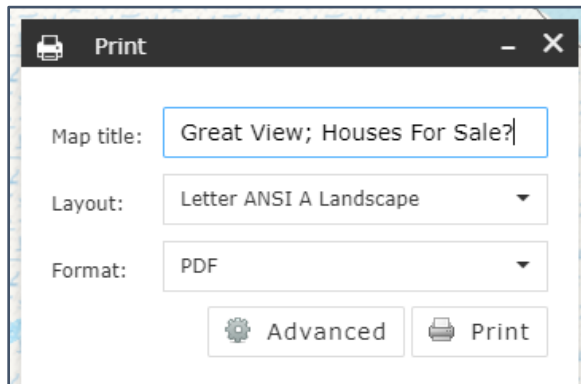 Print
Map title: Great View; Houses For Sale?
Layout: Letter ANSI A Landscape
Format: PDF
Advanced Print